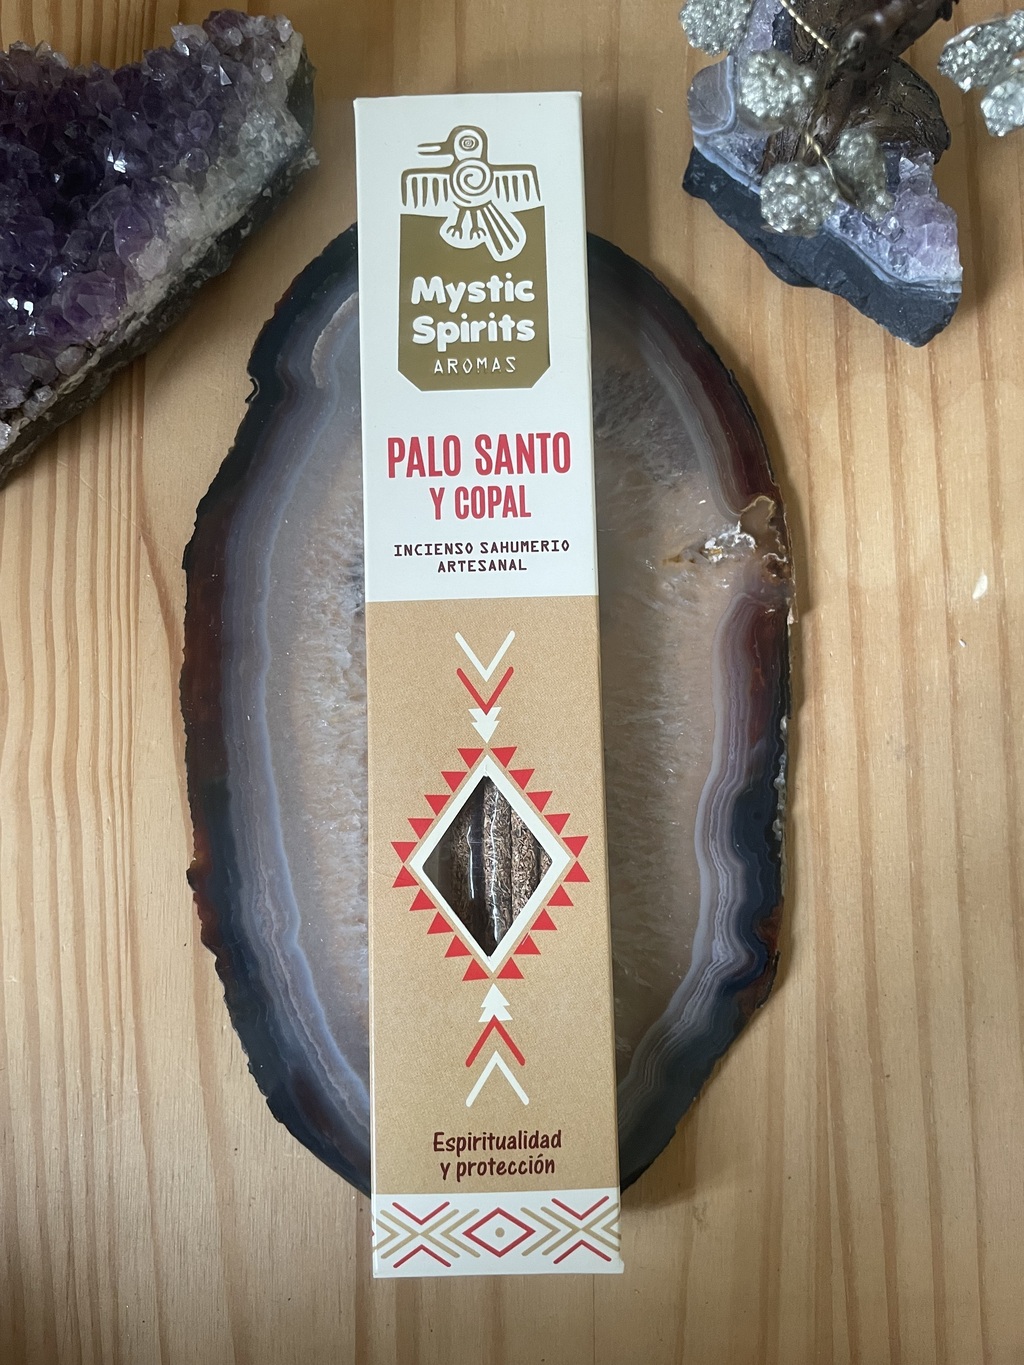 Mystic
Spirits
AROMAS
PALO SANTO
Y COPAL
INCIENSO SAHUMERIO
ARTESANAL
Espiritualidad
y protección